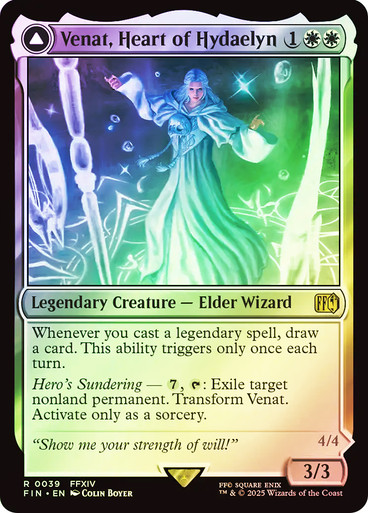 Venat, Heart of Hydaelyn 1
Legendary Creature — Elder Wizard
Whenever you cast a legendary spell, draw
a card. This ability triggers only once each
turn.
Hero's Sundering — 7, : Exile target
nonland permanent. Transform Venat.
Activate only as a sorcery.
"Show me your strength of will!"
4/4
3/3
R 0039 FFXIV
FIN • EN Colin Boyer
FF© SQUARE ENIX
™ & © 2025 Wizards of the Coast